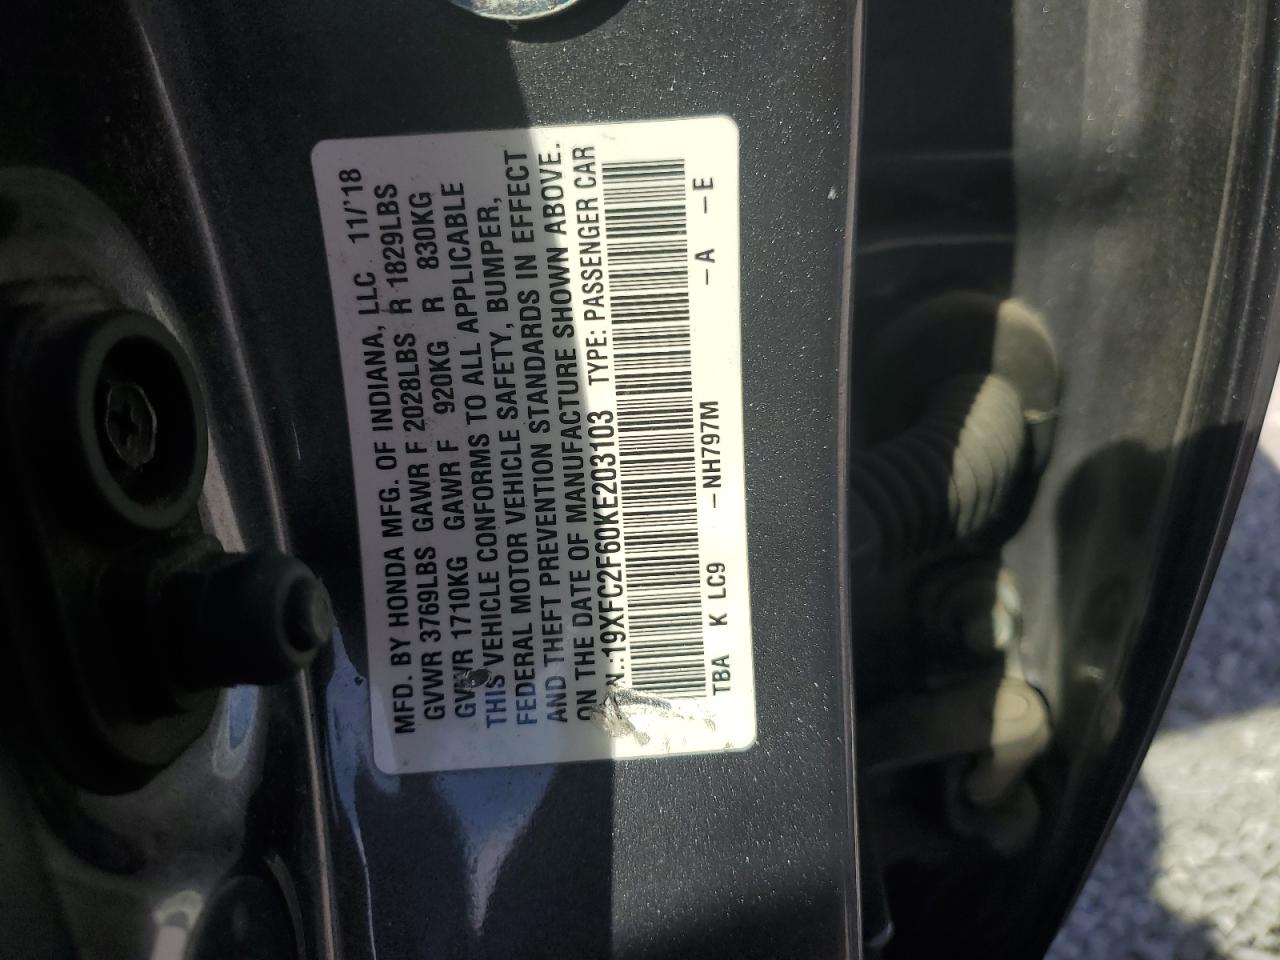 MFD. BY HONDA MFG. OF INDIANA, LLC 11/'18
GVWR 3769LBS GAWR F 2028LBS R 1829LBS
GVWR 1710KG GAWR F 920KG R 830KG
THIS VEHICLE CONFORMS TO ALL APPLICABLE
FEDERAL MOTOR VEHICLE SAFETY, BUMPER,
AND THEFT PREVENTION STANDARDS IN EFFECT
ON THE DATE OF MANUFACTURE SHOWN ABOVE.
19XFC2F60KE203103 TYPE: PASSENGER CAR
TBA K LC9 -NH797M -A -E